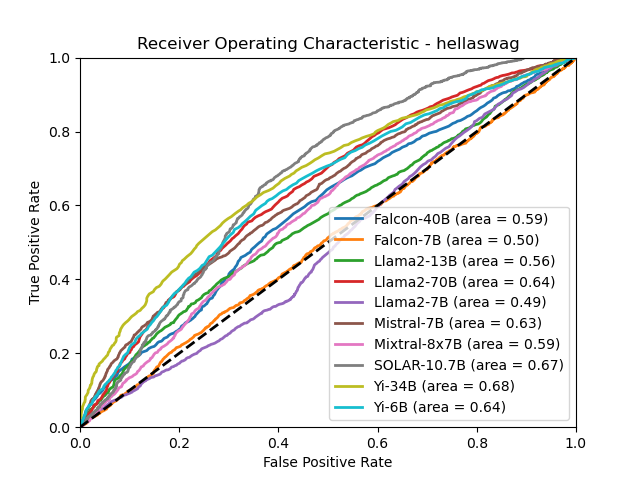 Receiver Operating Characteristic - hellaswag
True Positive Rate
1.0
0.8
0.6
0.4
0.2
0.0
Falcon-40B (area = 0.59)
Falcon-7B (area = 0.50)
Llama2-13B (area = 0.56)
Llama2-70B (area = 0.64)
Llama2-7B (area = 0.49)
Mistral-7B (area = 0.63)
Mixtral-8x7B (area = 0.59)
SOLAR-10.7B (area = 0.67)
Yi-34B (area = 0.68)
Yi-6B (area = 0.64)
0.0 0.2 0.4 0.6 0.8 1.0
False Positive Rate